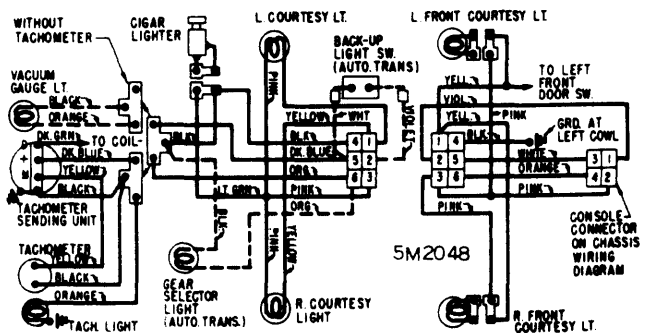 WITHOUT
TACHOMETER
CIGAR
LIGHTER
L. COURTESY LT.
L. FRONT COURTESY LT.
BACK-UP
LIGHT SW.
(AUTO. TRANS)
VACUUM
GAUGE LT.
BLACK
ORANGE
DK. GRN
TO COIL
DK. BLUE
YELLOW
BLACK
TACHOMETER
SENDING UNIT
TACHOMETER
YELLOW
BLACK
ORANGE
TACH. LIGHT
BLK
BLK
GEAR
SELECTOR
LIGHT
(AUTO. TRANS.)
PINK
YELLOW
WHT
VIOLET
BLK
DK. BLUE
ORG
LT. GRN
PINK
ORG
4 1
5 2
6 3
PINK
YELLOW
R. COURTESY
LIGHT
YELL
TO LEFT
FRONT
DOOR SW.
VIOL
YELL
PINK
BLK
GRD. AT
LEFT COWL
WHITE
ORANGE
PINK
1 4
2 5
3 6
3 1
4 2
PINK
5M2048
CONSOLE
CONNECTOR
ON CHASSIS
WIRING
DIAGRAM
R. FRONT
COURTESY LT.